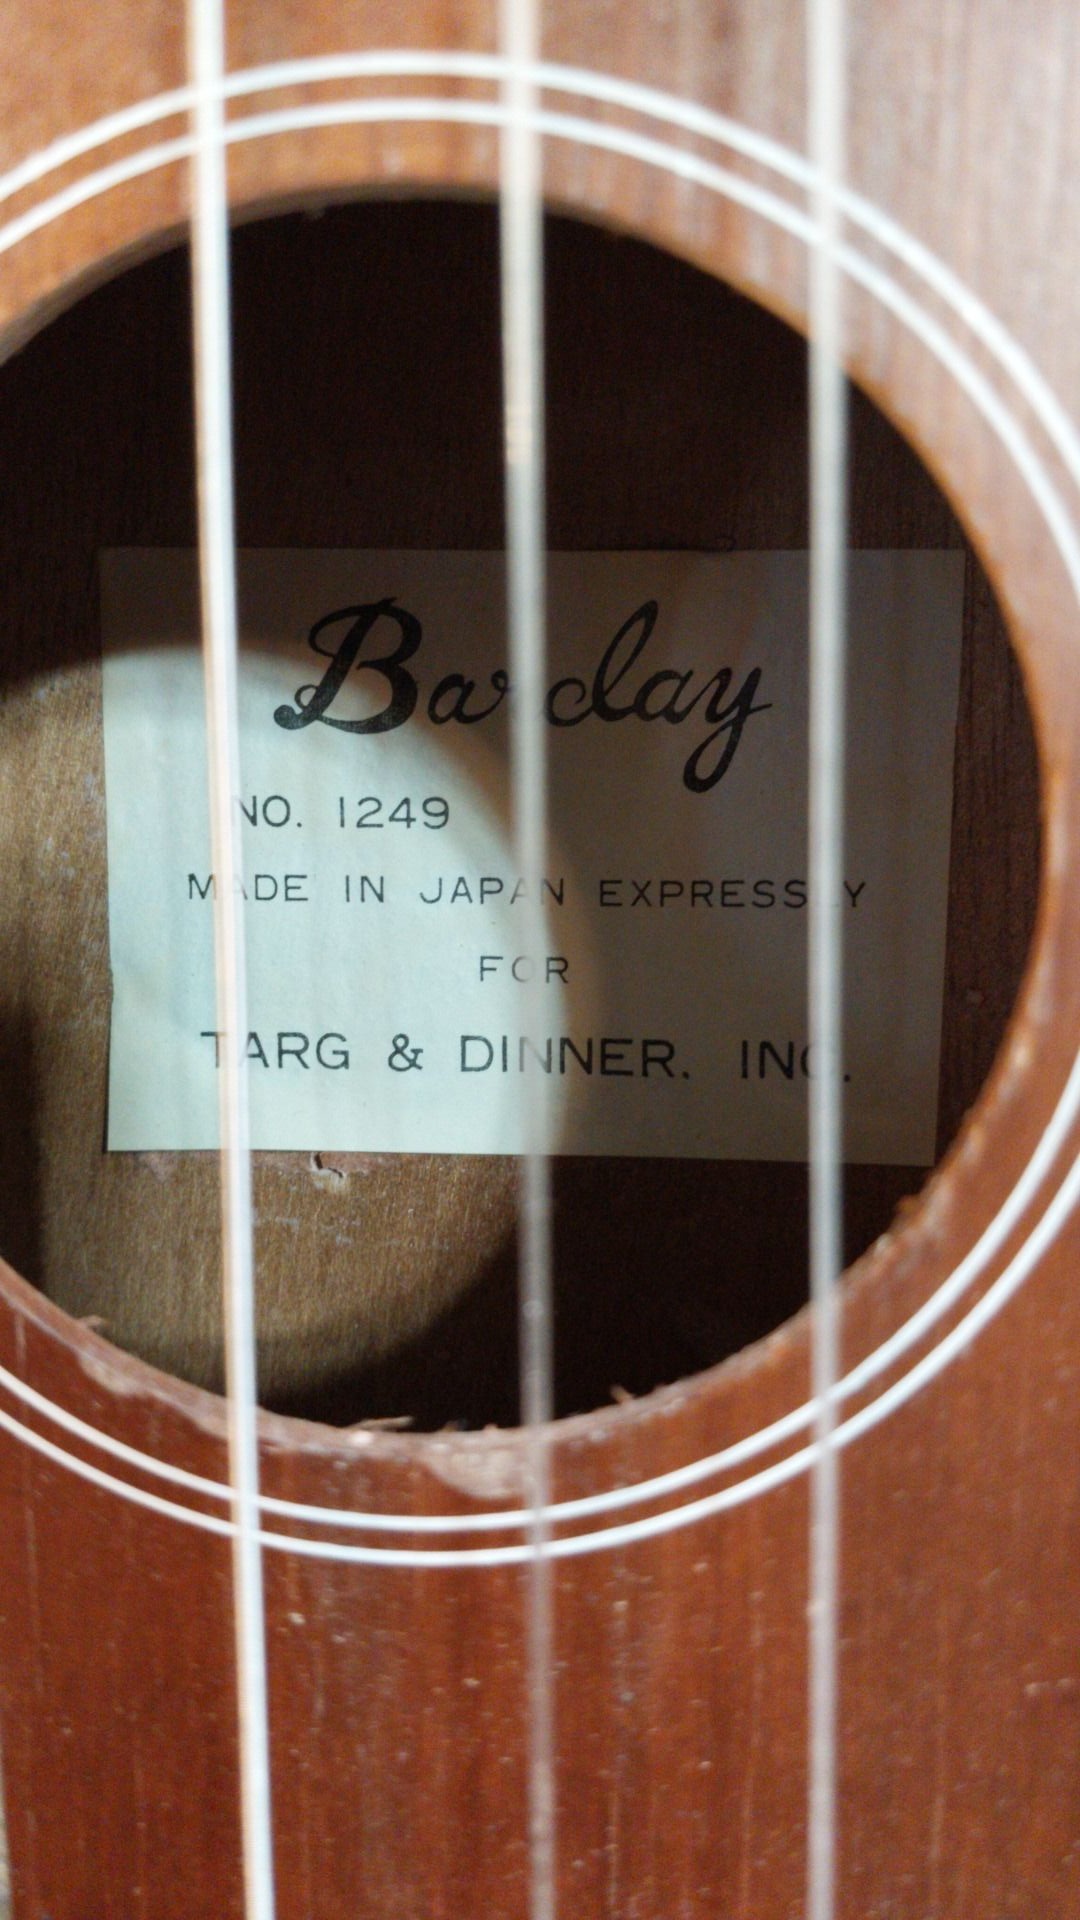 Barclay
NO. 1249
MADE IN JAPAN EXPRESSLY
FOR
TARG & DINNER. INC.